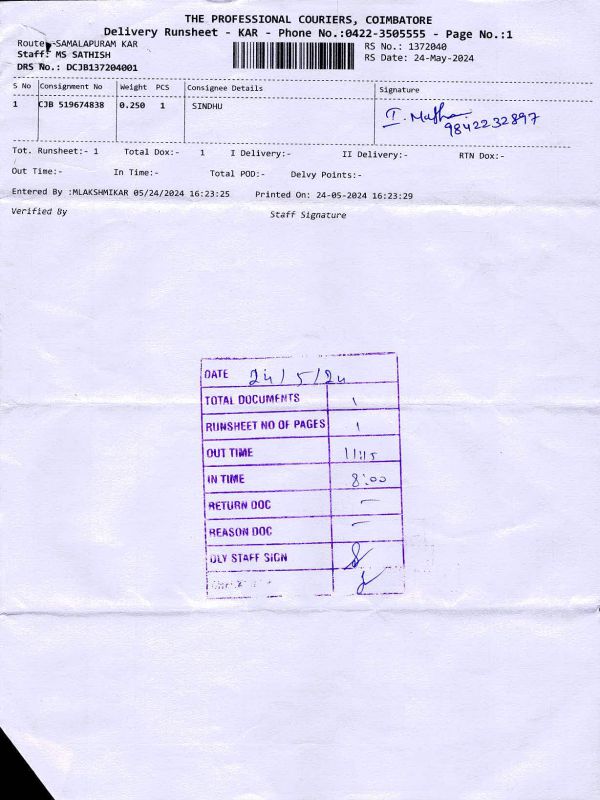 THE PROFESSIONAL COURIERS, COIMBATORE
Delivery Runsheet - KAR - Phone No.:0422-3505555 - Page No.:1
Route:-SAMALAPURAM KAR RS No.: 1372040
Staff: MS SATHISH RS Date: 24-May-2024
DRS No.: DCJB137204001
S No Consignment No Weight PCS Consignee Details Signature
1 CJB 519674838 0.250 1 SINDHU
9842232897
Tot. Runsheet:- 1 Total Dox:- 1 I Delivery:- II Delivery:- RTN Dox:-
Out Time:- In Time:- Total POD:- Delvy Points:-
Entered By :MLAKSHMIKAR 05/24/2024 16:23:25 Printed On: 24-05-2024 16:23:29
Verified By Staff Signature
DATE 24/5/24
TOTAL DOCUMENTS 1
RUNSHEET NO OF PAGES 1
OUT TIME 11:15
IN TIME 8:00
RETURN DOC –
REASON DOC –
DLY STAFF SIGN